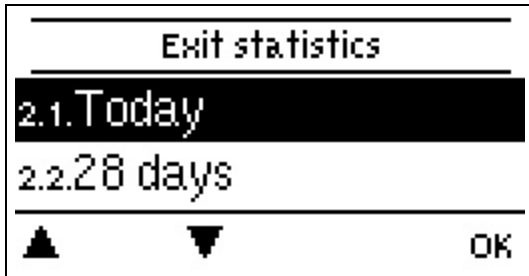 Exit statistics
2.1.Today
2.2.28 days
▲ ▼ OK